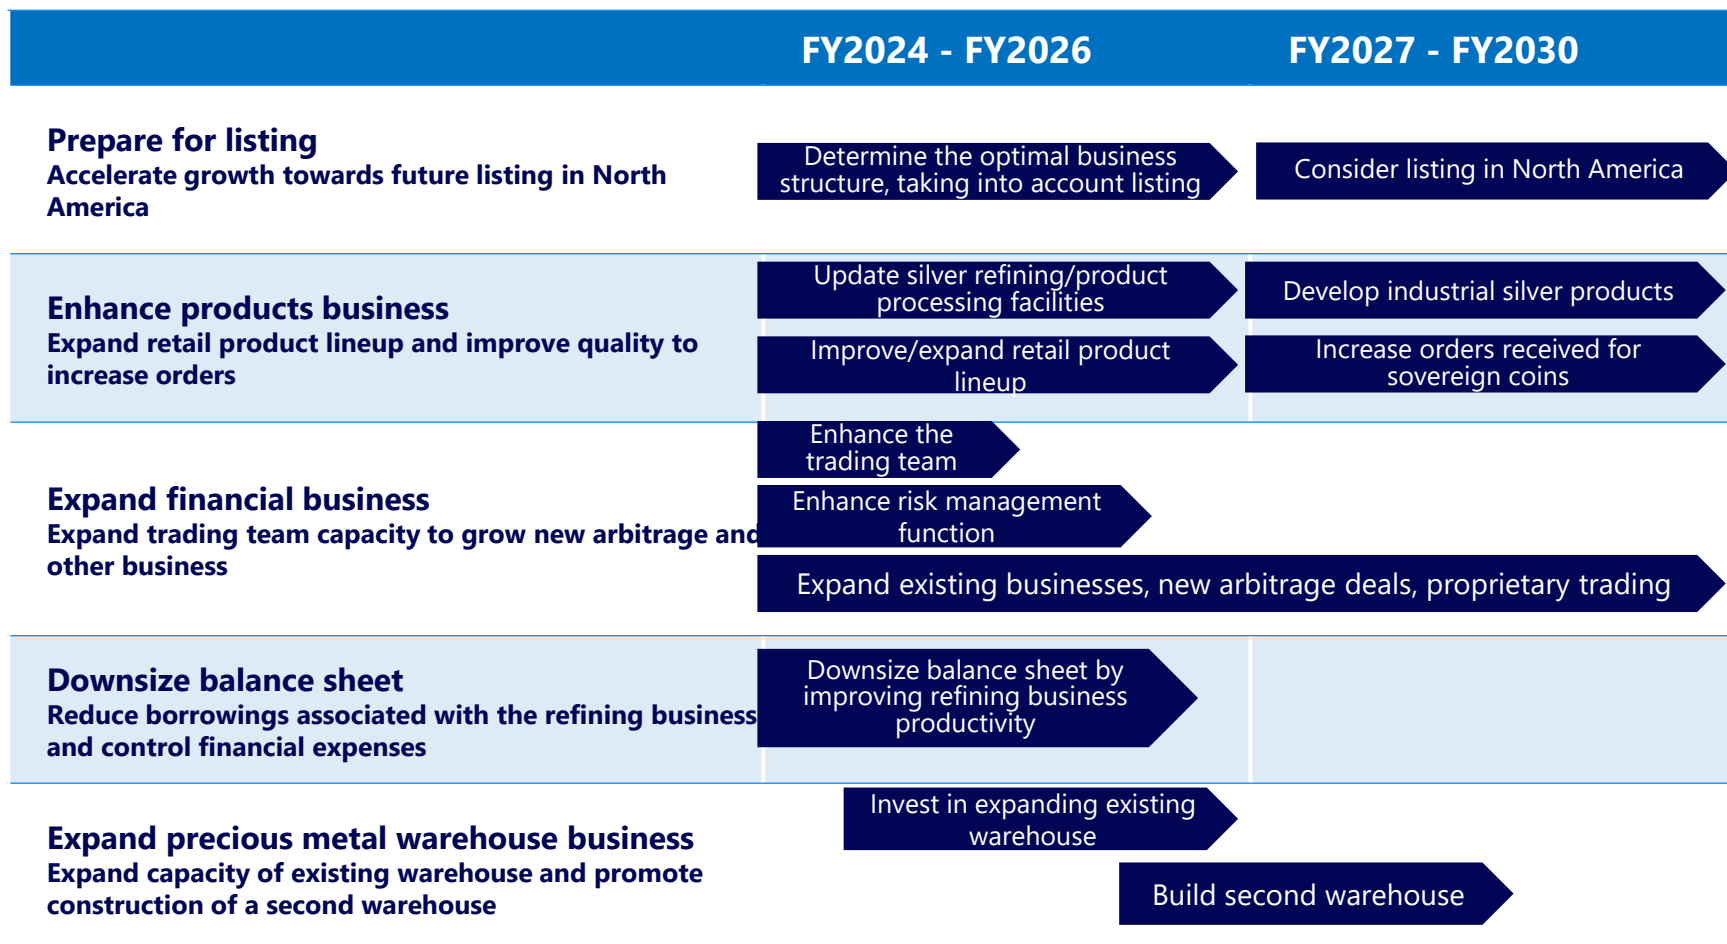 FY2024 - FY2026
FY2027 - FY2030
Prepare for listing
Accelerate growth towards future listing in North
America
Determine the optimal business
structure, taking into account listing
Consider listing in North America
Enhance products business
Expand retail product lineup and improve quality to
increase orders
Update silver refining/product
processing facilities
Develop industrial silver products
Improve/expand retail product
lineup
Increase orders received for
sovereign coins
Expand financial business
Expand trading team capacity to grow new arbitrage and
other business
Enhance the
trading team
Enhance risk management
function
Expand existing businesses, new arbitrage deals, proprietary trading
Downsize balance sheet
Reduce borrowings associated with the refining business
and control financial expenses
Downsize balance sheet by
improving refining business
productivity
Expand precious metal warehouse business
Expand capacity of existing warehouse and promote
construction of a second warehouse
Invest in expanding existing
warehouse
Build second warehouse